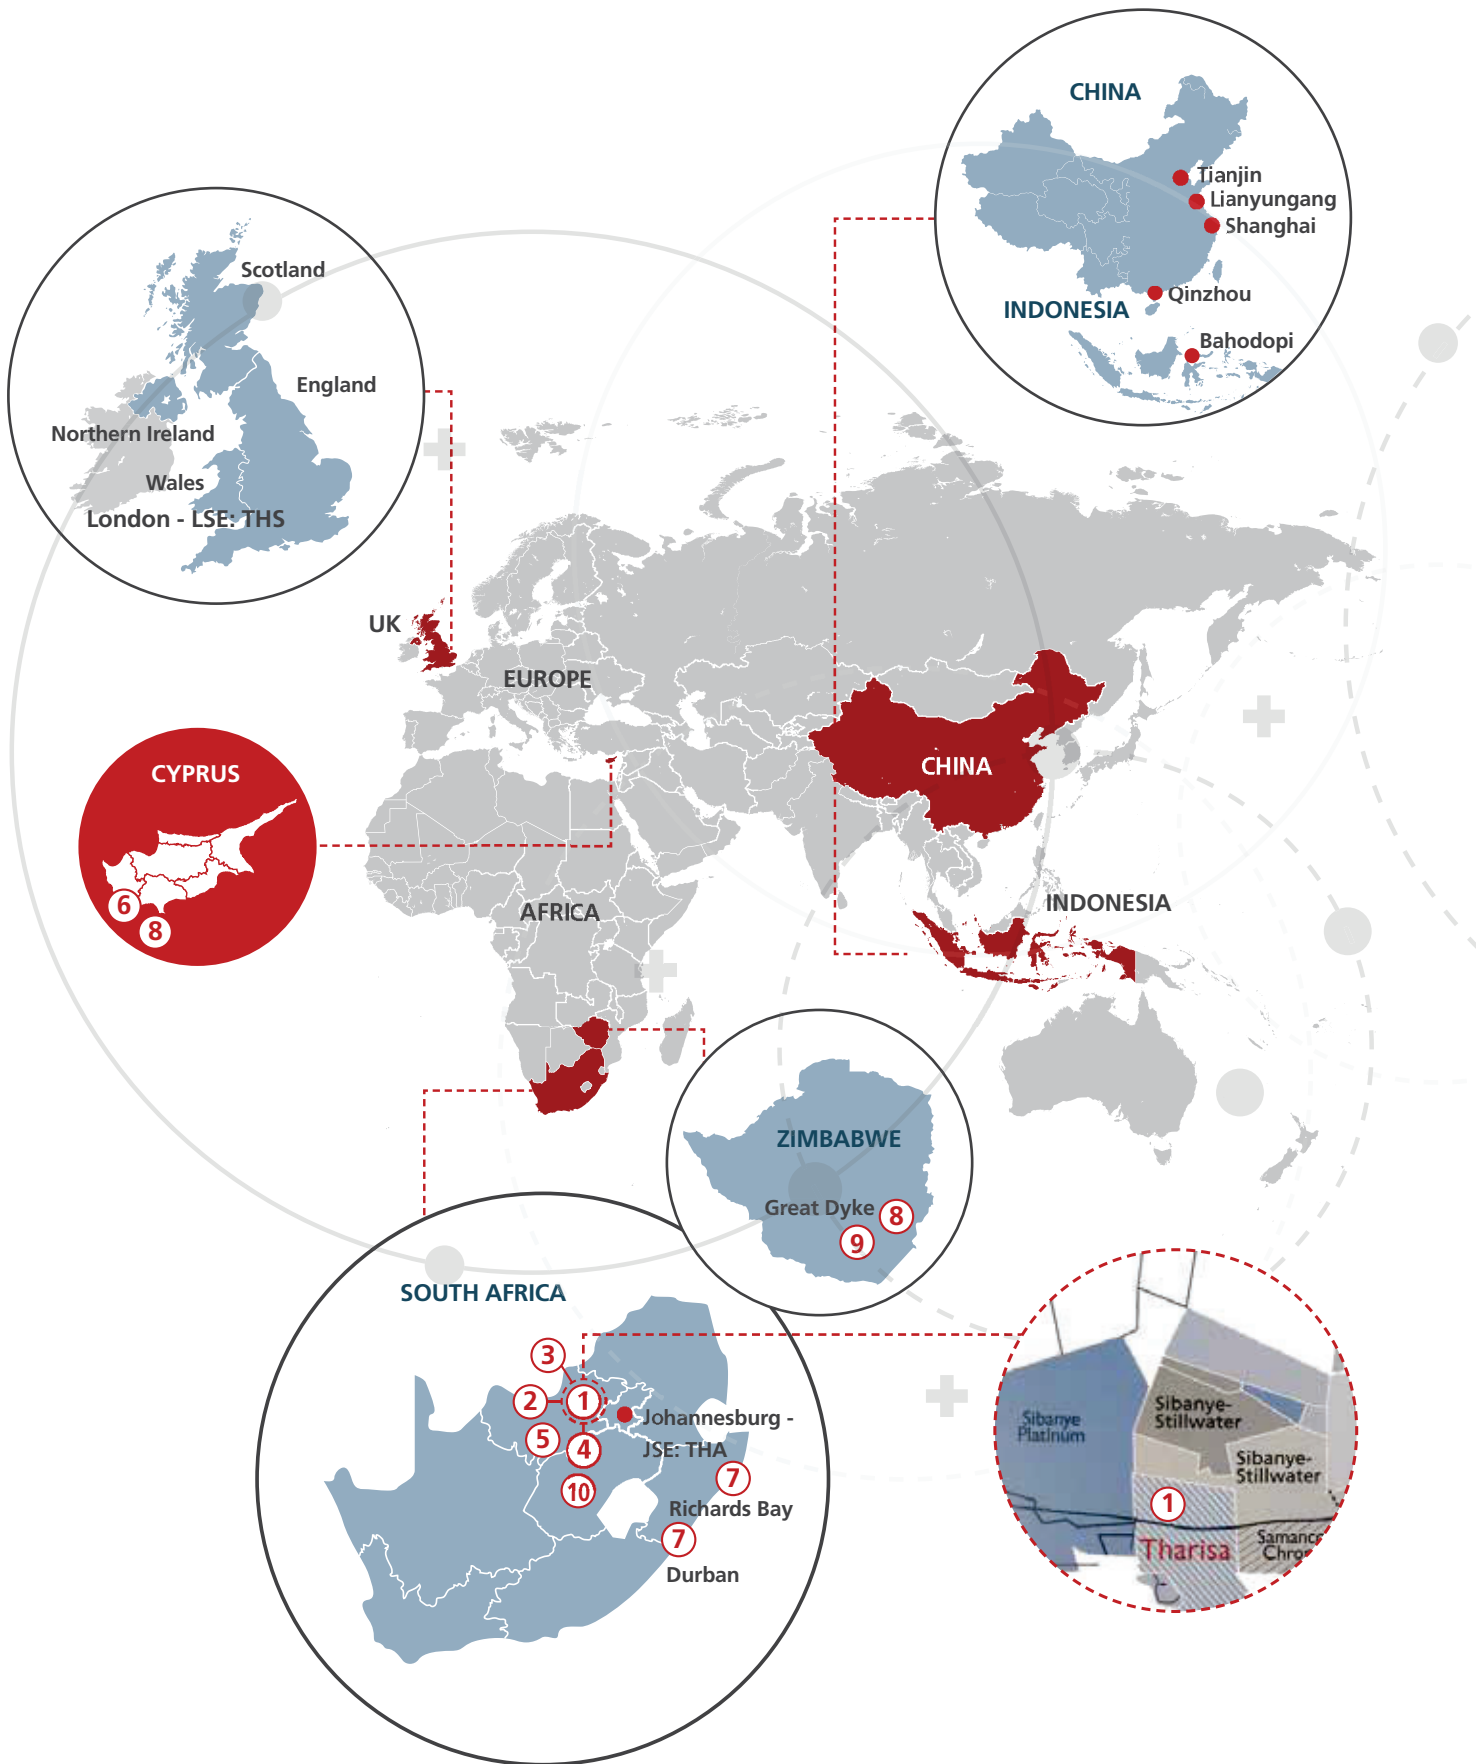 CHINA
Tianjin
Lianyungang
Shanghai
Qinzhou
INDONESIA
Bahodopi
Scotland
England
Northern Ireland
Wales
London - LSE: THS
UK
EUROPE
CHINA
CYPRUS
6
8
AFRICA
INDONESIA
ZIMBABWE
Great Dyke
8
9
SOUTH AFRICA
3
2
1
Johannesburg -
JSE: THA
5
4
10
7
Richards Bay
7
Durban
Sibanye
Platinum
Sibanye-
Stillwater
Sibanye-
Stillwater
1
Tharisa
Samanc
Chro